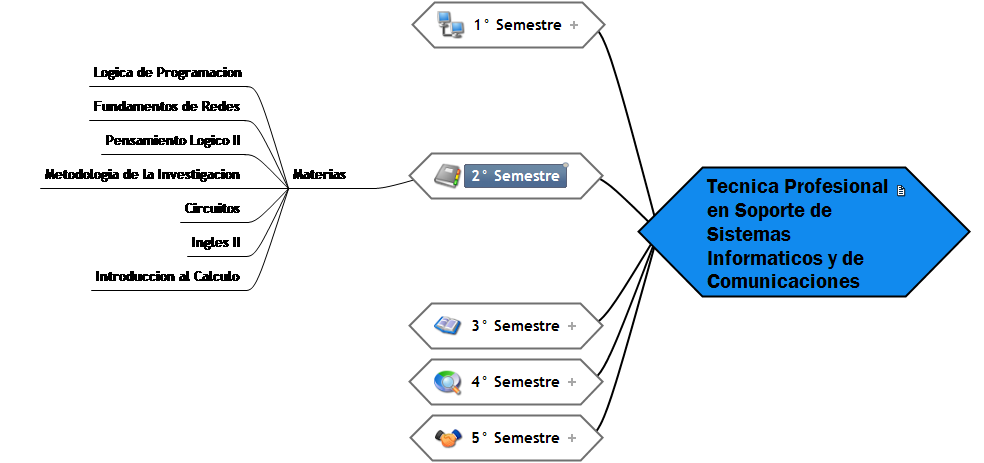 1° Semestre
Logica de Programacion
Fundamentos de Redes
Pensamiento Logico II
Metodologia de la Investigacion
Circuitos
Ingles II
Introduccion al Calculo
Materias
2° Semestre
3° Semestre
4° Semestre
5° Semestre
Tecnica Profesional
en Soporte de
Sistemas
Informaticos y de
Comunicaciones